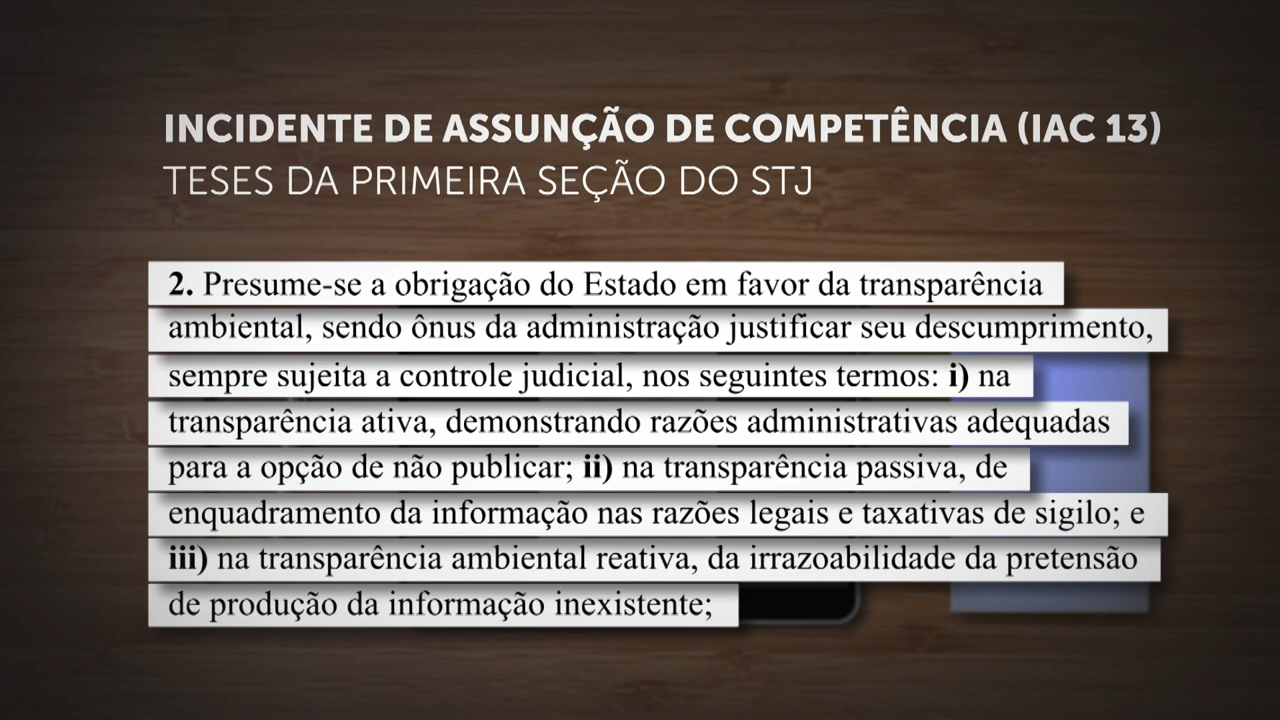 INCIDENTE DE ASSUNÇÃO DE COMPETÊNCIA (IAC 13)
TESES DA PRIMEIRA SEÇÃO DO STJ
2. Presume-se a obrigação do Estado em favor da transparência
ambiental, sendo ônus da administração justificar seu descumprimento,
sempre sujeita a controle judicial, nos seguintes termos: i) na
transparência ativa, demonstrando razões administrativas adequadas
para a opção de não publicar; ii) na transparência passiva, de
enquadramento da informação nas razões legais e taxativas de sigilo; e
iii) na transparência ambiental reativa, da irrazoabilidade da pretensão
de produção da informação inexistente;